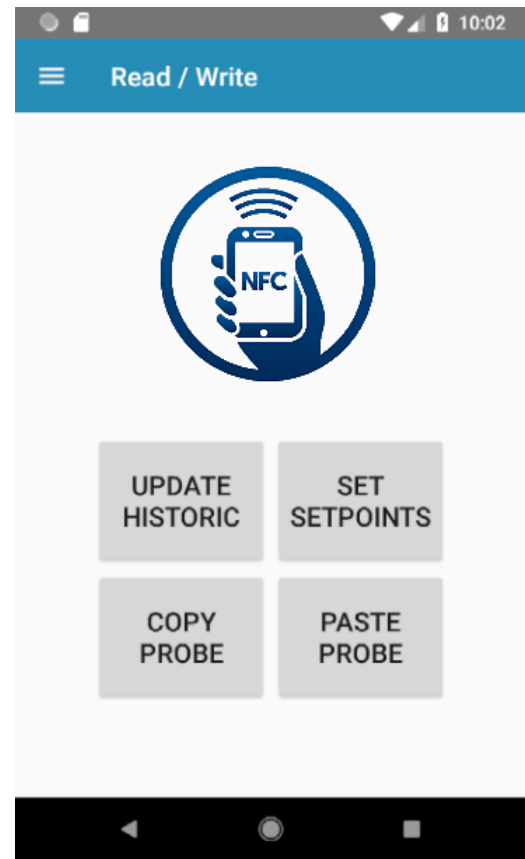 10:02
Read / Write
NFC
UPDATE
HISTORIC
SET
SETPOINTS
COPY
PROBE
PASTE
PROBE